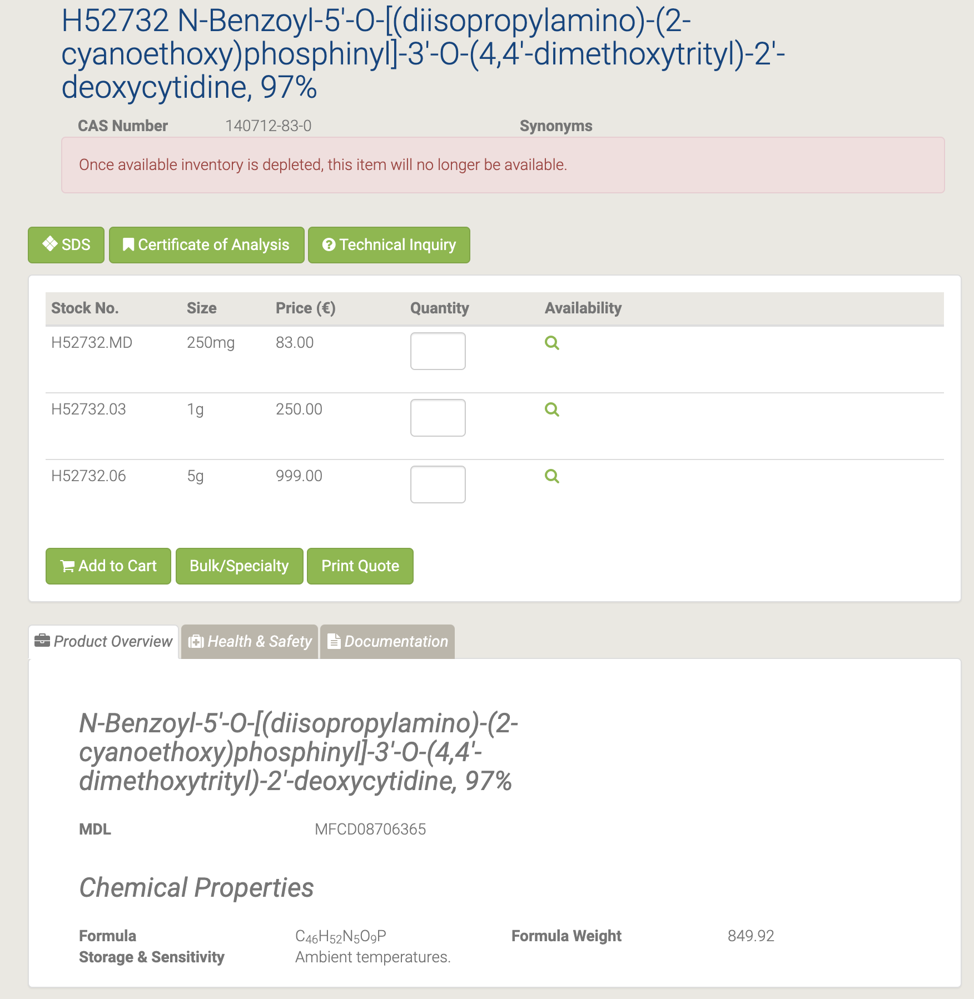 H52732 N-Benzoyl-5'-O-[(diisopropylamino)-(2-
cyanoethoxy)phosphinyl]-3'-O-(4,4'-dimethoxytrityl)-2'-
deoxycytidine, 97%
CAS Number 140712-83-0 Synonyms
Once available inventory is depleted, this item will no longer be available.
SDS Certificate of Analysis Technical Inquiry
Stock No. Size Price (€) Quantity Availability
H52732.MD 250mg 83.00
H52732.03 1g 250.00
H52732.06 5g 999.00
Add to Cart Bulk/Specialty Print Quote
Product Overview Health & Safety Documentation
N-Benzoyl-5'-O-[(diisopropylamino)-(2-
cyanoethoxy)phosphinyl]-3'-O-(4,4'-
dimethoxytrityl)-2'-deoxycytidine, 97%
MDL MFCD08706365
Chemical Properties
Formula C₄₆H₅₂N₅O₉P Formula Weight 849.92
Storage & Sensitivity Ambient temperatures.